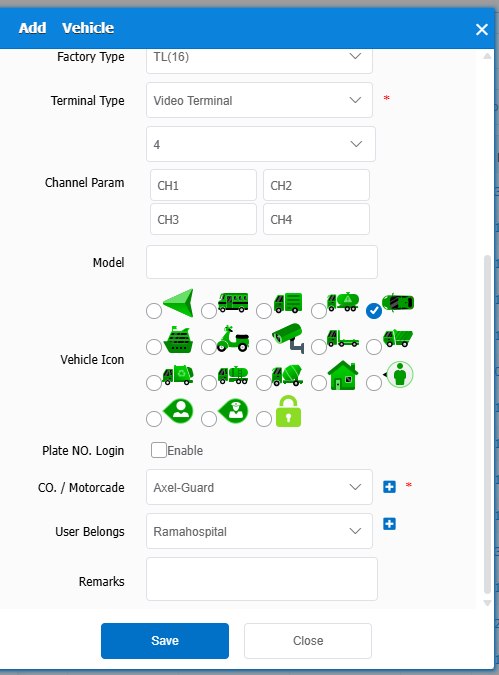 Add Vehicle
Factory Type TL(16)
Terminal Type Video Terminal *
4
Channel Param CH1 CH2
CH3 CH4
Model
Vehicle Icon
Plate NO. Login Enable
CO. / Motorcade Axel-Guard *
User Belongs Ramahospital
Remarks
Save Close